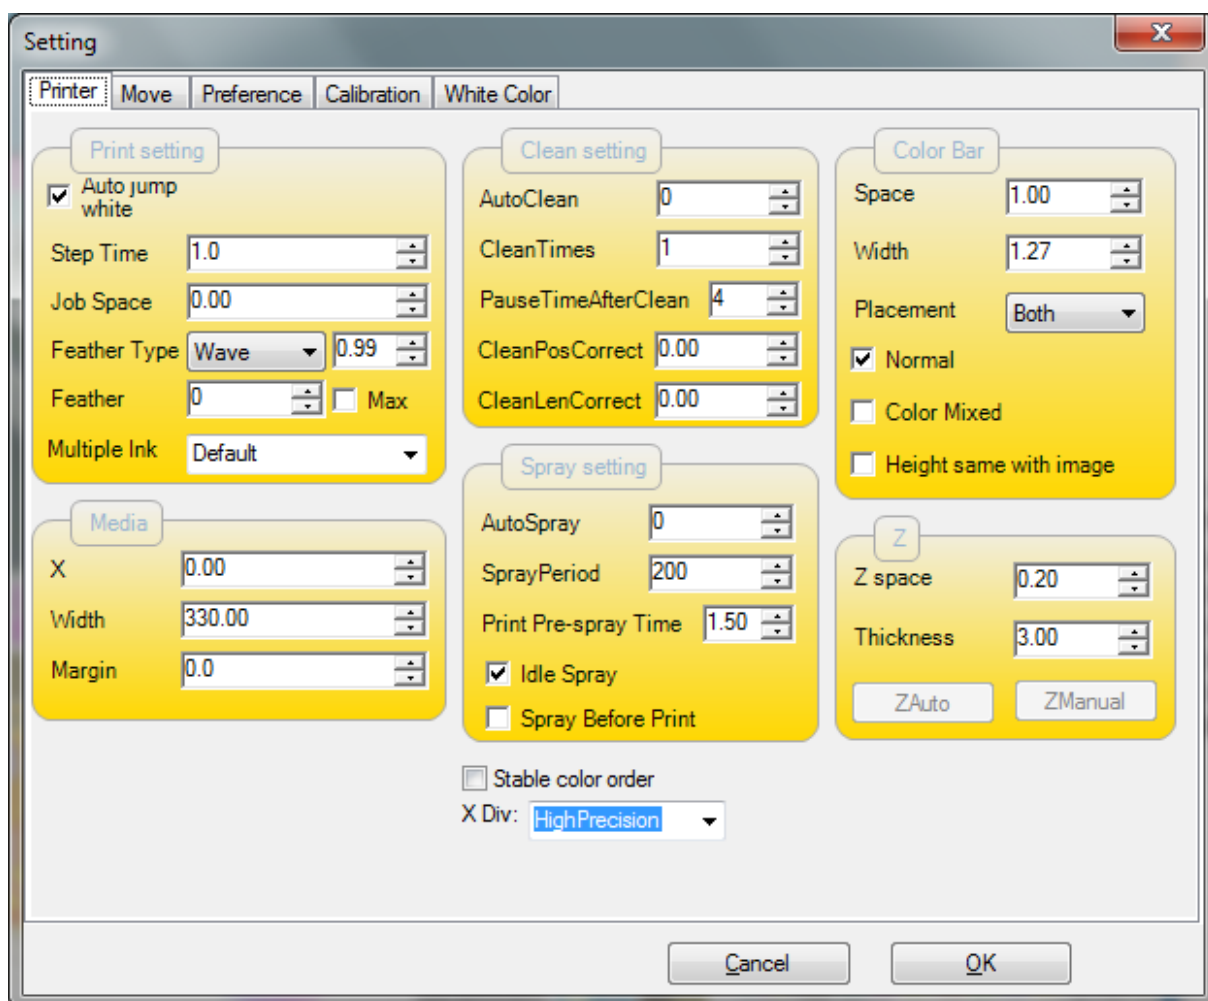 Setting
X
Printer Move Preference Calibration White Color
Print setting
Auto jump
white
Step Time 1.0
Job Space 0.00
Feather Type Wave 0.99
Feather 0 Max
Multiple Ink Default
Media
X 0.00
Width 330.00
Margin 0.0
Clean setting
AutoClean 0
CleanTimes 1
PauseTimeAfterClean 4
CleanPosCorrect 0.00
CleanLenCorrect 0.00
Spray setting
AutoSpray 0
SprayPeriod 200
Print Pre-spray Time 1.50
Idle Spray
Spray Before Print
Stable color order
X Div: HighPrecision
Color Bar
Space 1.00
Width 1.27
Placement Both
Normal
Color Mixed
Height same with image
Z
Z space 0.20
Thickness 3.00
ZAuto ZManual
Cancel OK